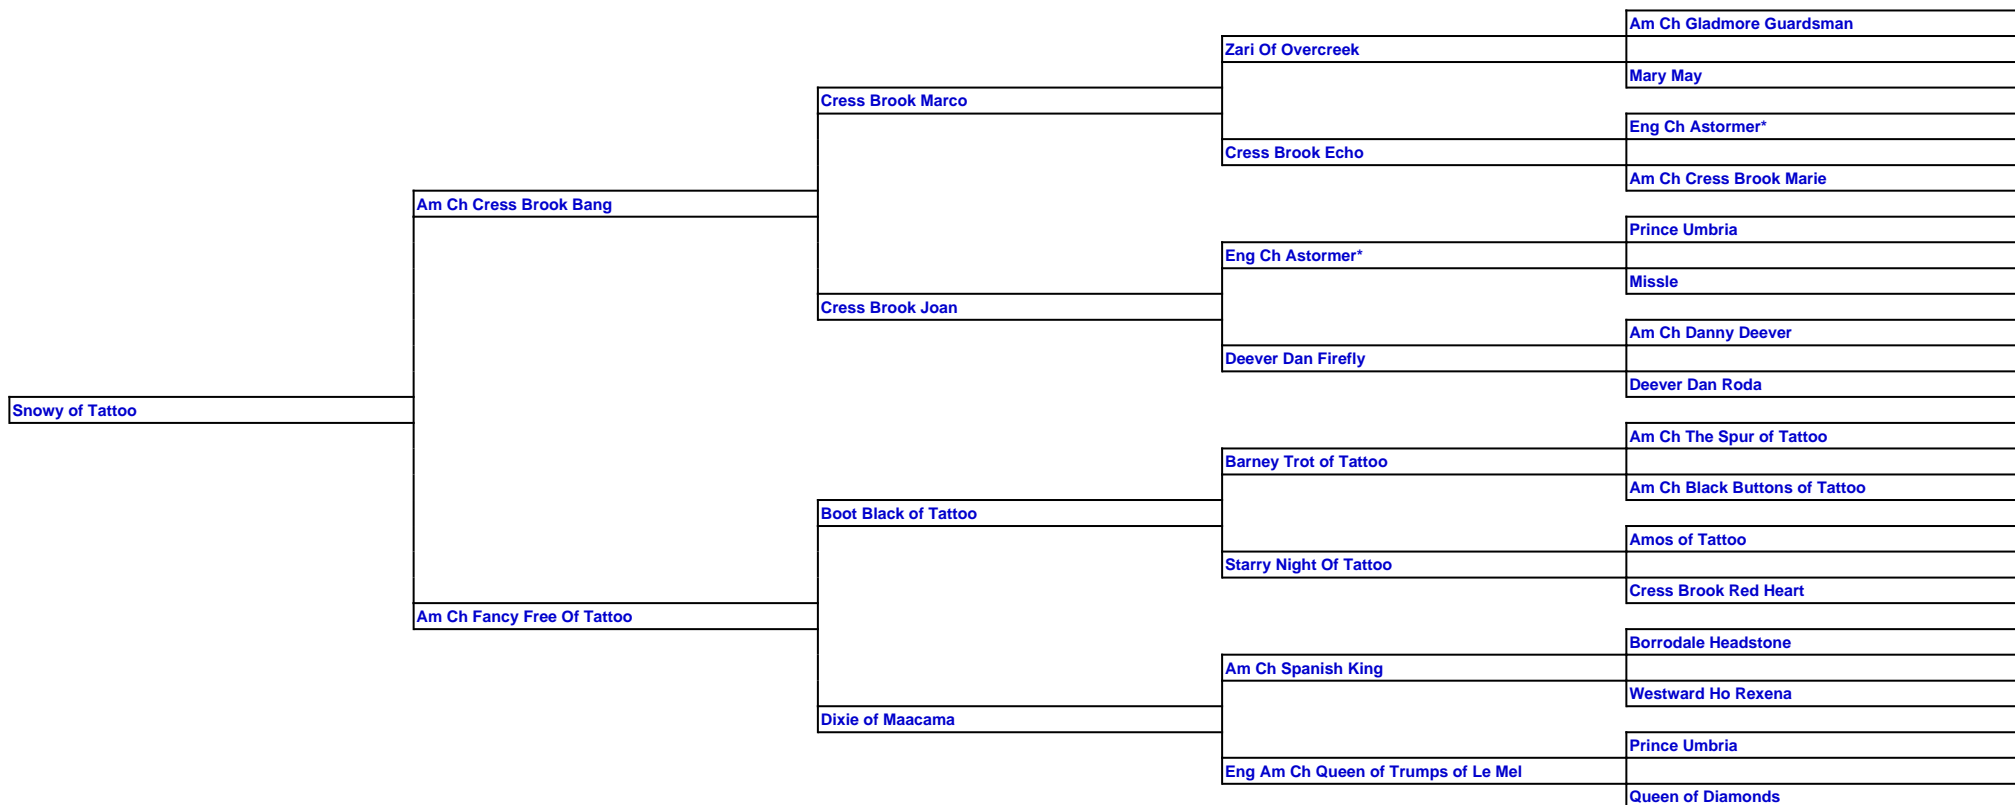 Am Ch Gladmore Guardsman
Zari Of Overcreek
Mary May
Cress Brook Marco
Eng Ch Astormer*
Cress Brook Echo
Am Ch Cress Brook Marie
Am Ch Cress Brook Bang
Prince Umbria
Eng Ch Astormer*
Missle
Cress Brook Joan
Am Ch Danny Deever
Deever Dan Firefly
Deever Dan Roda
Snowy of Tattoo
Am Ch The Spur of Tattoo
Barney Trot of Tattoo
Am Ch Black Buttons of Tattoo
Boot Black of Tattoo
Amos of Tattoo
Starry Night Of Tattoo
Cress Brook Red Heart
Am Ch Fancy Free Of Tattoo
Borrodale Headstone
Am Ch Spanish King
Westward Ho Rexena
Dixie of Maacama
Prince Umbria
Eng Am Ch Queen of Trumps of Le Mel
Queen of Diamonds